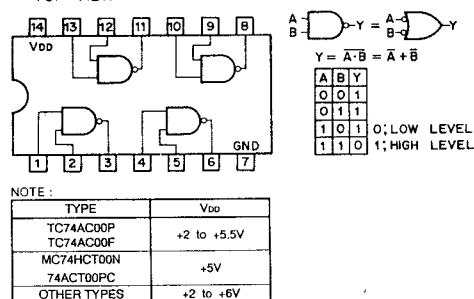 14 13 12 11 10 9 8
VDD
GND
1 2 3 4 5 6 7
A
B
Y = A
B
Y
Y = A·B = A + B
A B Y
0 0 1
0 1 1
1 0 1 0;LOW LEVEL
1 1 0 1;HIGH LEVEL
NOTE :
TYPE VDD
TC74AC00P
TC74AC00F
+2 to +5.5V
MC74HCT00N
74ACT00PC
+5V
OTHER TYPES +2 to +6V